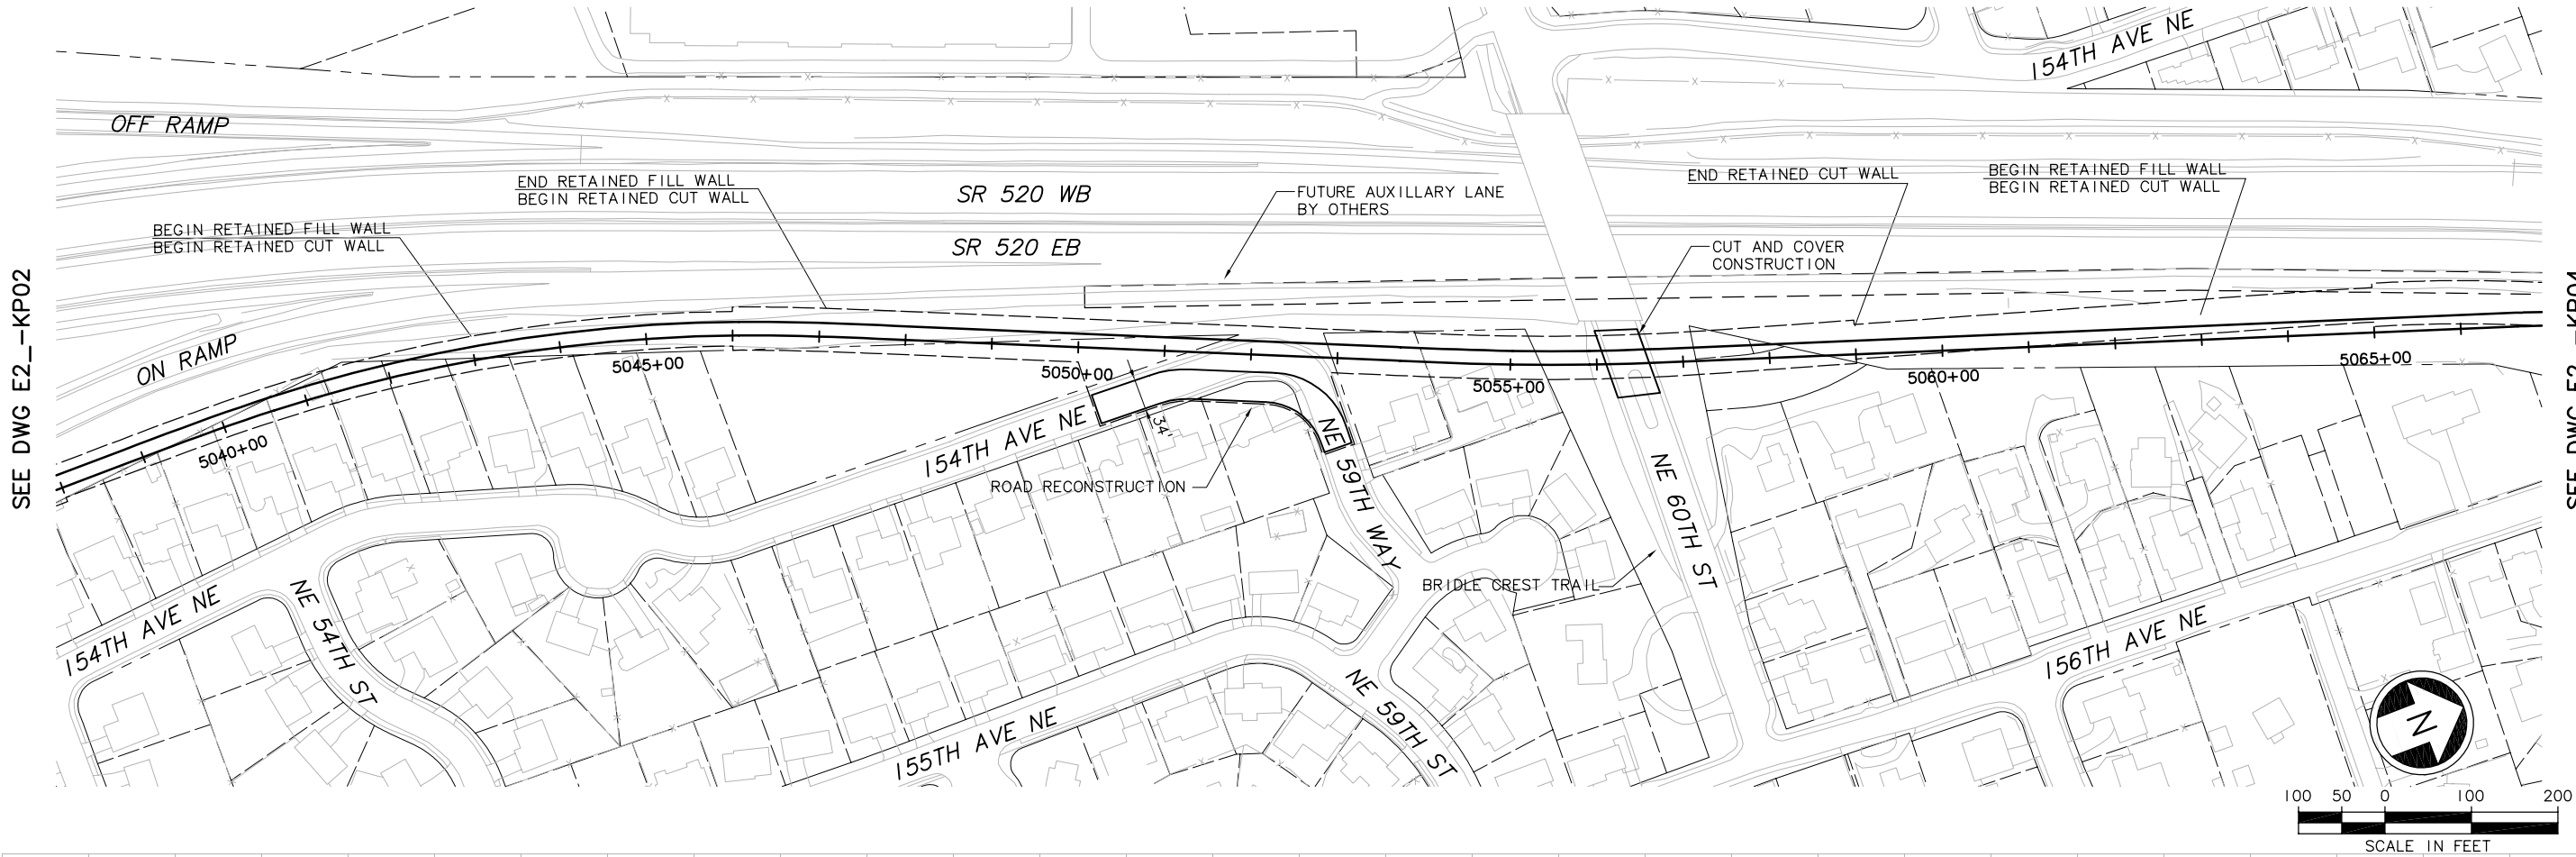 154TH AVE NE
OFF RAMP
END RETAINED FILL WALL
BEGIN RETAINED CUT WALL
SR 520 WB
FUTURE AUXILLARY LANE
BY OTHERS
END RETAINED CUT WALL
BEGIN RETAINED FILL WALL
BEGIN RETAINED CUT WALL
BEGIN RETAINED FILL WALL
BEGIN RETAINED CUT WALL
SR 520 EB
CUT AND COVER
CONSTRUCTION
SEE DWG E2_-KP02
SEE DWG E2_-KP04
ON RAMP
5040+00
5045+00
5050+00
5055+00
5060+00
5065+00
154TH AVE NE
34'
NE 59TH WAY
ROAD RECONSTRUCTION
NE 60TH ST
BRIDLE CREST TRAIL
154TH AVE NE
NE 54TH ST
156TH AVE NE
155TH AVE NE
NE 59TH ST
N
100 50 0 100 200
SCALE IN FEET